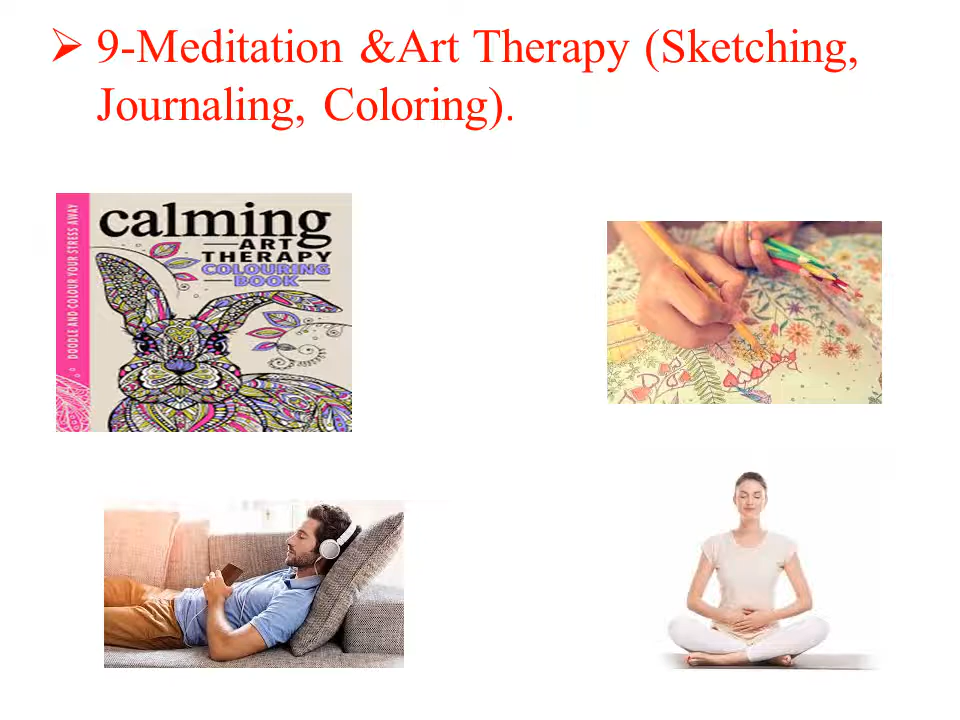 ➢ 9-Meditation &Art Therapy (Sketching,
Journaling, Coloring).
DOODLE AND COLOUR YOUR STRESS AWAY
calming
ART
THERAPY
COLOURING
BOOK